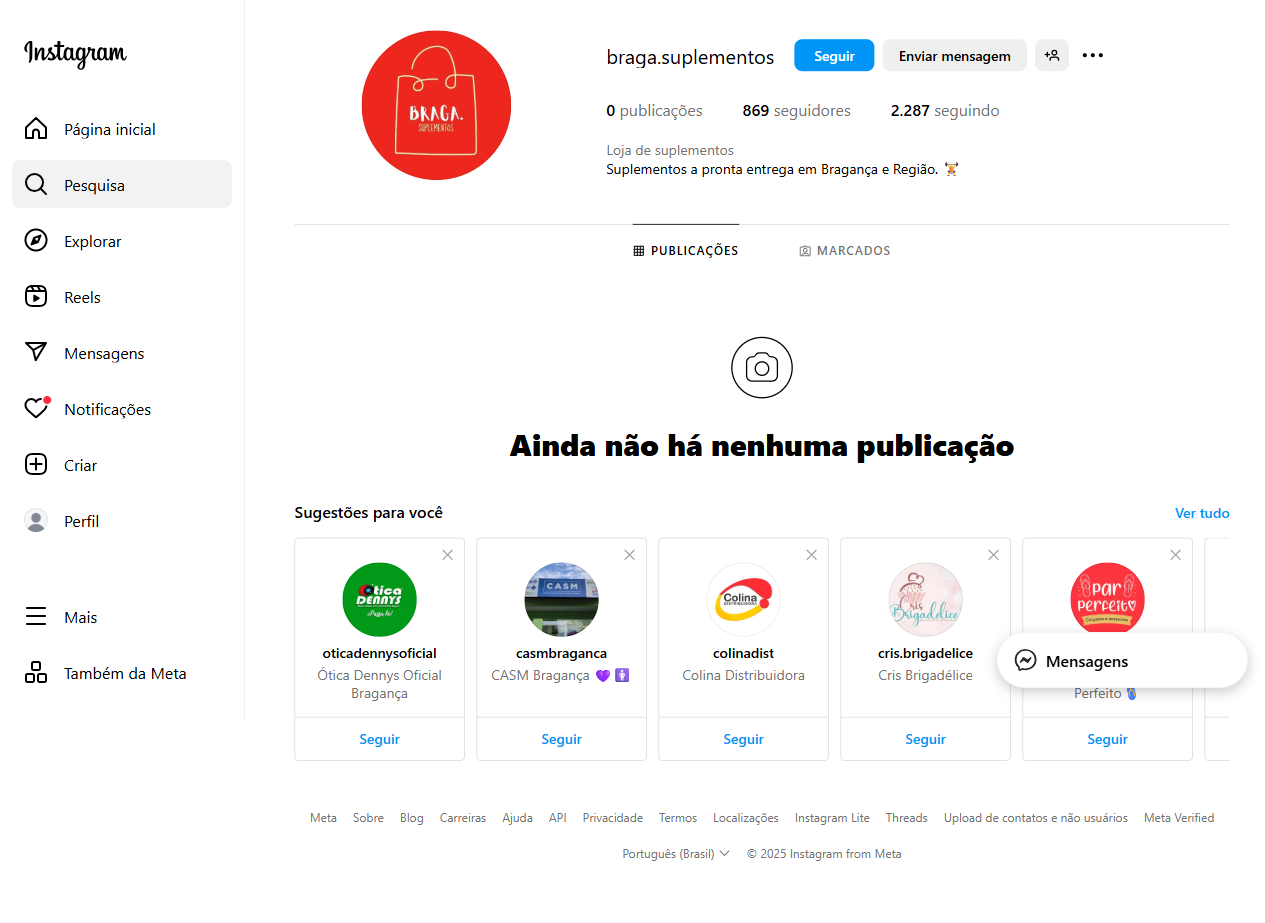 Instagram
Página inicial
Pesquisa
Explorar
Reels
Mensagens
Notificações
Criar
Perfil
Mais
Também da Meta
BRAGA.
SUPLEMENTOS
braga.suplementos Seguir Enviar mensagem
0 publicações 869 seguidores 2.287 seguindo
Loja de suplementos
Suplementos a pronta entrega em Bragança e Região. 🏋️
PUBLICAÇÕES MARCADOS
Ainda não há nenhuma publicação
Sugestões para você Ver tudo
Ótica
DENNYS
oticadennysoficial
Ótica Dennys Oficial
Bragança
Seguir
CASM
casmbraganca
CASM Bragança 💜 🚺
Seguir
Colina
DISTRIBUIDORA
colinadist
Colina Distribuidora
Seguir
Cris
Brigadélice
cris.brigadelice
Cris Brigadélice
Seguir
PAR
PERFEITO
Calçados e acessórios
Perfeito 🩴
Seguir
Mensagens
Meta Sobre Blog Carreiras Ajuda API Privacidade Termos Localizações Instagram Lite Threads Upload de contatos e não usuários Meta Verified
Português (Brasil) © 2025 Instagram from Meta